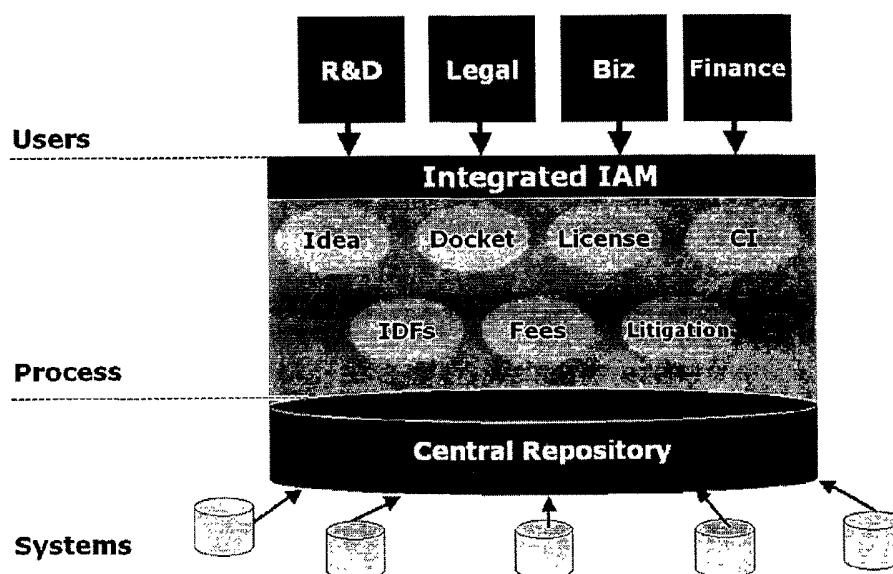 R&D Legal Biz Finance
Users
Integrated IAM
Idea Docket License CI
IDFs Fees Litigation
Process
Central Repository
Systems